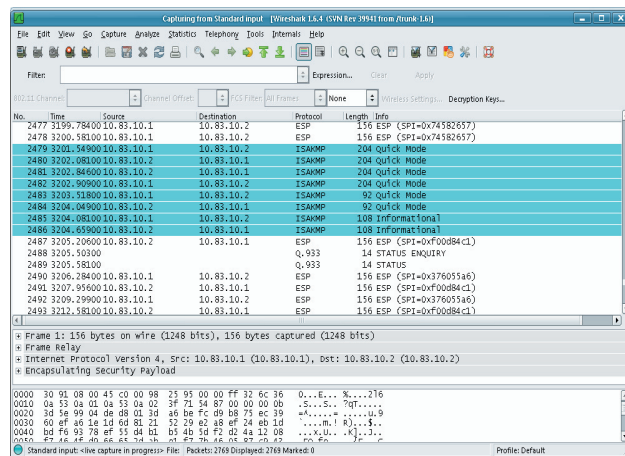 Capturing from Standard input [Wireshark 1.6.4 (SVN Rev 39941 from /trunk-1.6)]
File Edit View Go Capture Analyze Statistics Telephony Tools Internals Help
Filter: Expression... Clear Apply
802.11 Channel: Channel Offset: FCS Filter: All Frames None Wireless Settings... Decryption Keys...
No. Time Source Destination Protocol Length Info
2477 3199.78400 10.83.10.1 10.83.10.2 ESP 156 ESP (SPI=0x74582657)
2478 3200.58100 10.83.10.1 10.83.10.2 ESP 156 ESP (SPI=0x74582657)
2479 3201.54900 10.83.10.2 10.83.10.1 ISAKMP 204 Quick Mode
2480 3202.08100 10.83.10.1 10.83.10.2 ISAKMP 204 Quick Mode
2481 3202.84600 10.83.10.1 10.83.10.2 ISAKMP 204 Quick Mode
2482 3202.90900 10.83.10.2 10.83.10.1 ISAKMP 204 Quick Mode
2483 3203.51800 10.83.10.2 10.83.10.1 ISAKMP 92 Quick Mode
2484 3204.04900 10.83.10.1 10.83.10.2 ISAKMP 92 Quick Mode
2485 3204.08100 10.83.10.2 10.83.10.1 ISAKMP 108 Informational
2486 3204.65900 10.83.10.1 10.83.10.2 ISAKMP 108 Informational
2487 3205.20600 10.83.10.2 10.83.10.1 ESP 156 ESP (SPI=0xf00d84c1)
2488 3205.50300 Q.933 14 STATUS ENQUIRY
2489 3205.58100 Q.933 14 STATUS
2490 3206.28400 10.83.10.1 10.83.10.2 ESP 156 ESP (SPI=0x376055a6)
2491 3207.95600 10.83.10.2 10.83.10.1 ESP 156 ESP (SPI=0xf00d84c1)
2492 3209.29900 10.83.10.1 10.83.10.2 ESP 156 ESP (SPI=0x376055a6)
2493 3212.58100 10.83.10.2 10.83.10.1 ESP 156 ESP (SPI=0xf00d84c1)
Frame 1: 156 bytes on wire (1248 bits), 156 bytes captured (1248 bits)
Frame Relay
Internet Protocol Version 4, Src: 10.83.10.1 (10.83.10.1), Dst: 10.83.10.2 (10.83.10.2)
Encapsulating Security Payload
0000 30 91 08 00 45 c0 00 98 25 95 00 00 ff 32 6c 36 0...E... %....2l6
0010 0a 53 0a 01 0a 53 0a 02 3f 71 54 87 00 00 00 0b .S...S.. ?qT.....
0020 3d 5e 99 04 de d8 01 3d a6 be fc d9 b8 75 ec 39 =^.....= .....u.9
0030 60 ef a6 1e 1d 6d 81 21 52 29 e2 a8 ef 24 eb 1d `....m.! R)...$..
0040 bd f6 93 78 ef 55 d4 b1 b5 4b 5d f2 d2 4a 12 08 ...x.U.. .K]..J..
Standard input: <live capture in progress> File: Packets: 2769 Displayed: 2769 Marked: 0 Profile: Default